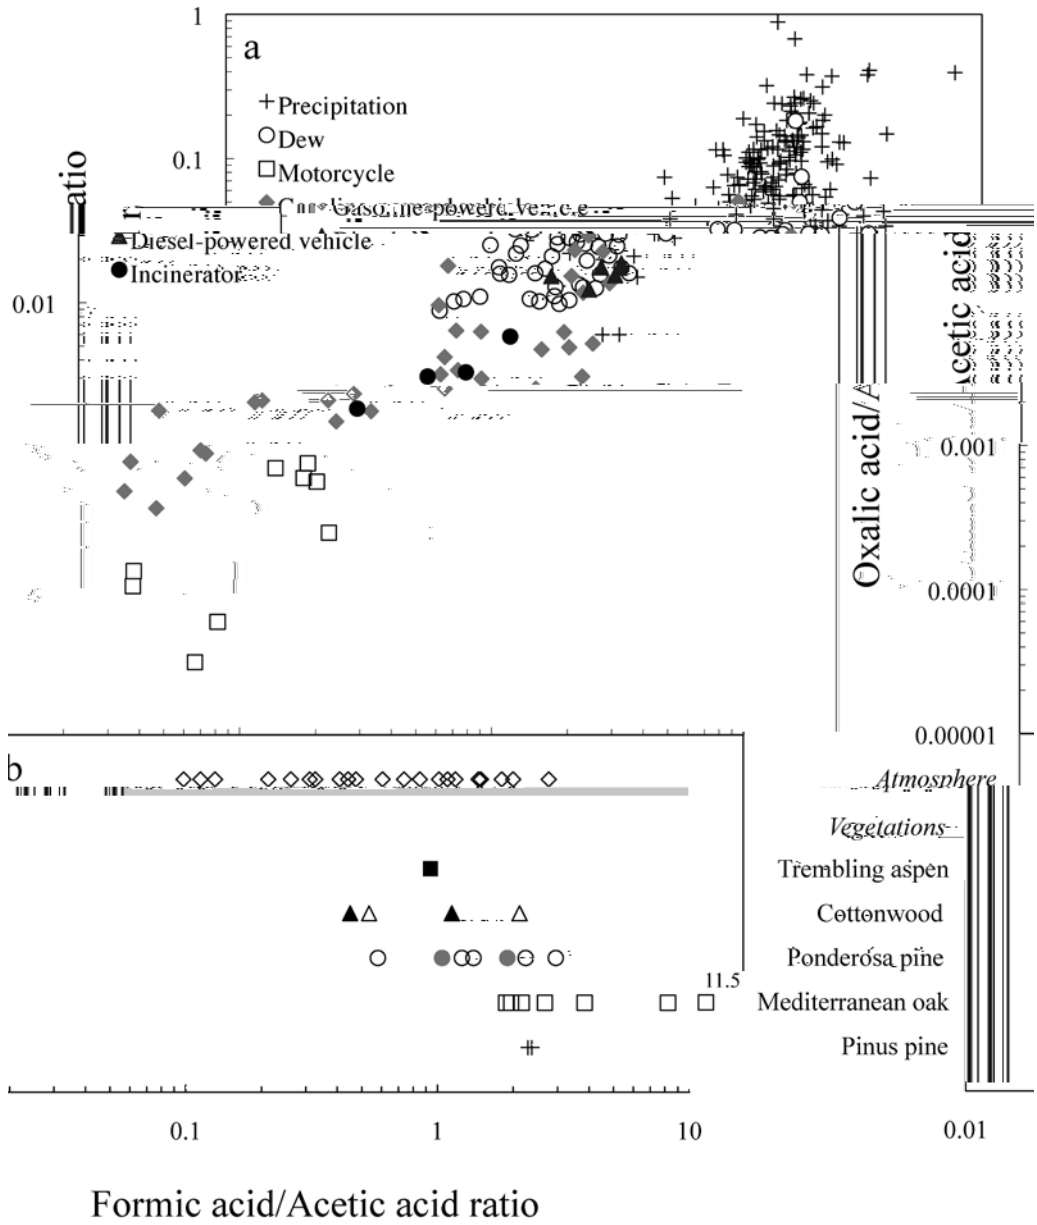 1
a
Precipitation
Dew
0.1
Motorcycle
atio
r
Diesel-powered vehicle
Incinerator
0.01
Acetic acid
Oxalic acid/A
0.001
0.0001
0.00001
b
Atmosphere
Vegetations
Trembling aspen
Cottonwood
Ponderosa pine
11.5
Mediterranean oak
Pinus pine
0.1 1 10 0.01
Formic acid/Acetic acid ratio